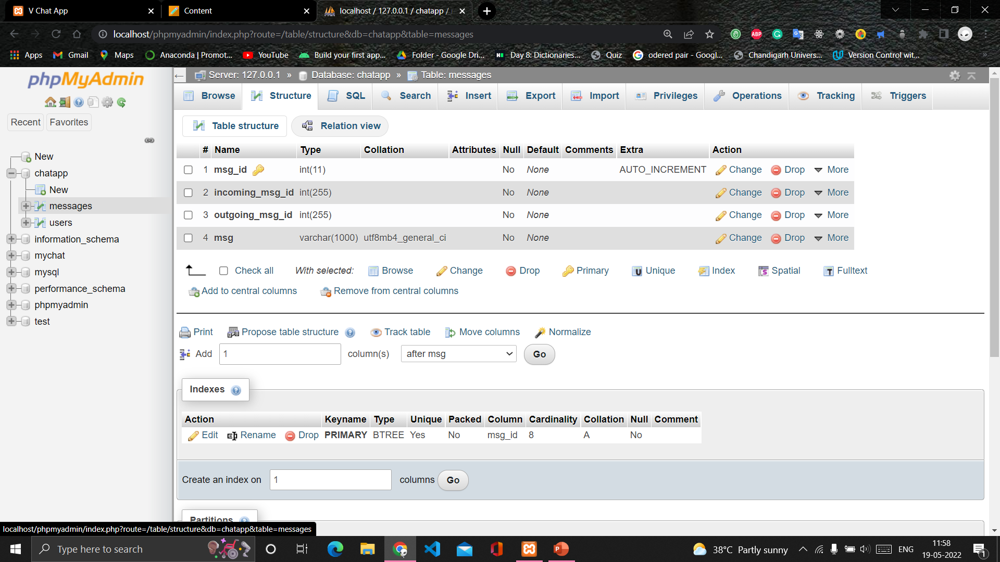 V Chat App
Content
localhost / 127.0.0.1 / chatapp /
localhost/phpmyadmin/index.php?route=/table/structure&db=chatapp&table=messages
Apps Gmail Maps Anaconda | Promot... YouTube Build your first app... Folder - Google Dri... Day 8: Dictionaries... Quiz odered pair - Googl... Chandigarh Univers... Version Control wit... »
phpMyAdmin
Recent Favorites
New
chatapp
New
messages
users
information_schema
mychat
mysql
performance_schema
phpmyadmin
test
Server: 127.0.0.1 » Database: chatapp » Table: messages
Browse Structure SQL Search Insert Export Import Privileges Operations Tracking Triggers
Table structure Relation view
# Name Type Collation Attributes Null Default Comments Extra Action
1 msg_id int(11) No None AUTO_INCREMENT Change Drop More
2 incoming_msg_id int(255) No None Change Drop More
3 outgoing_msg_id int(255) No None Change Drop More
4 msg varchar(1000) utf8mb4_general_ci No None Change Drop More
Check all With selected: Browse Change Drop Primary Unique Index Spatial Fulltext
Add to central columns Remove from central columns
Print Propose table structure Track table Move columns Normalize
Add 1 column(s) after msg Go
Indexes
Action Keyname Type Unique Packed Column Cardinality Collation Null Comment
Edit Rename Drop PRIMARY BTREE Yes No msg_id 8 A No
Create an index on 1 columns Go
Partitions
localhost/phpmyadmin/index.php?route=/table/structure&db=chatapp&table=messages
Type here to search
38°C Partly sunny
ENG
11:58
19-05-2022
1